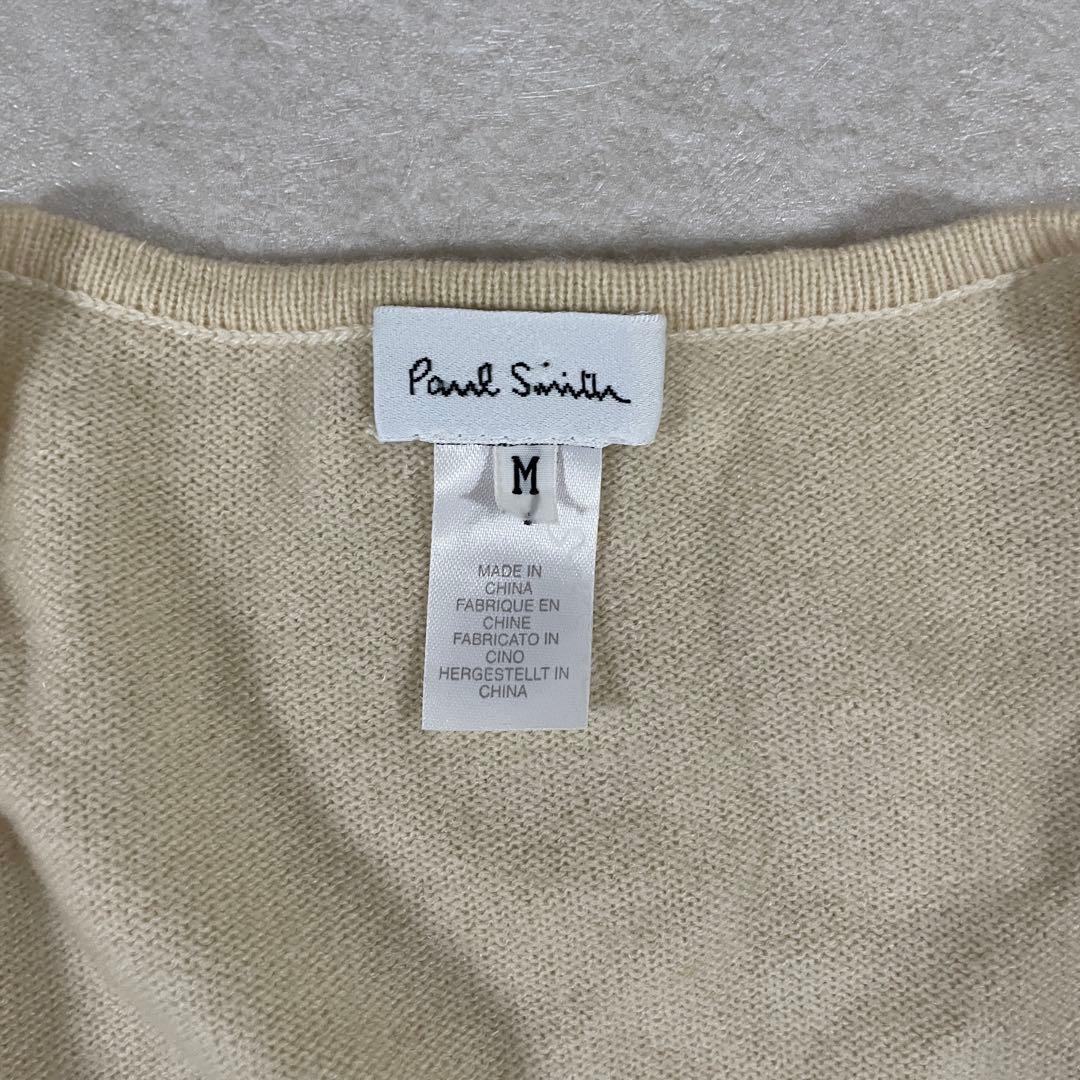 Paul Smith
M
MADE IN
CHINA
FABRIQUE EN
CHINE
FABRICATO IN
CINO
HERGESTELLT IN
CHINA